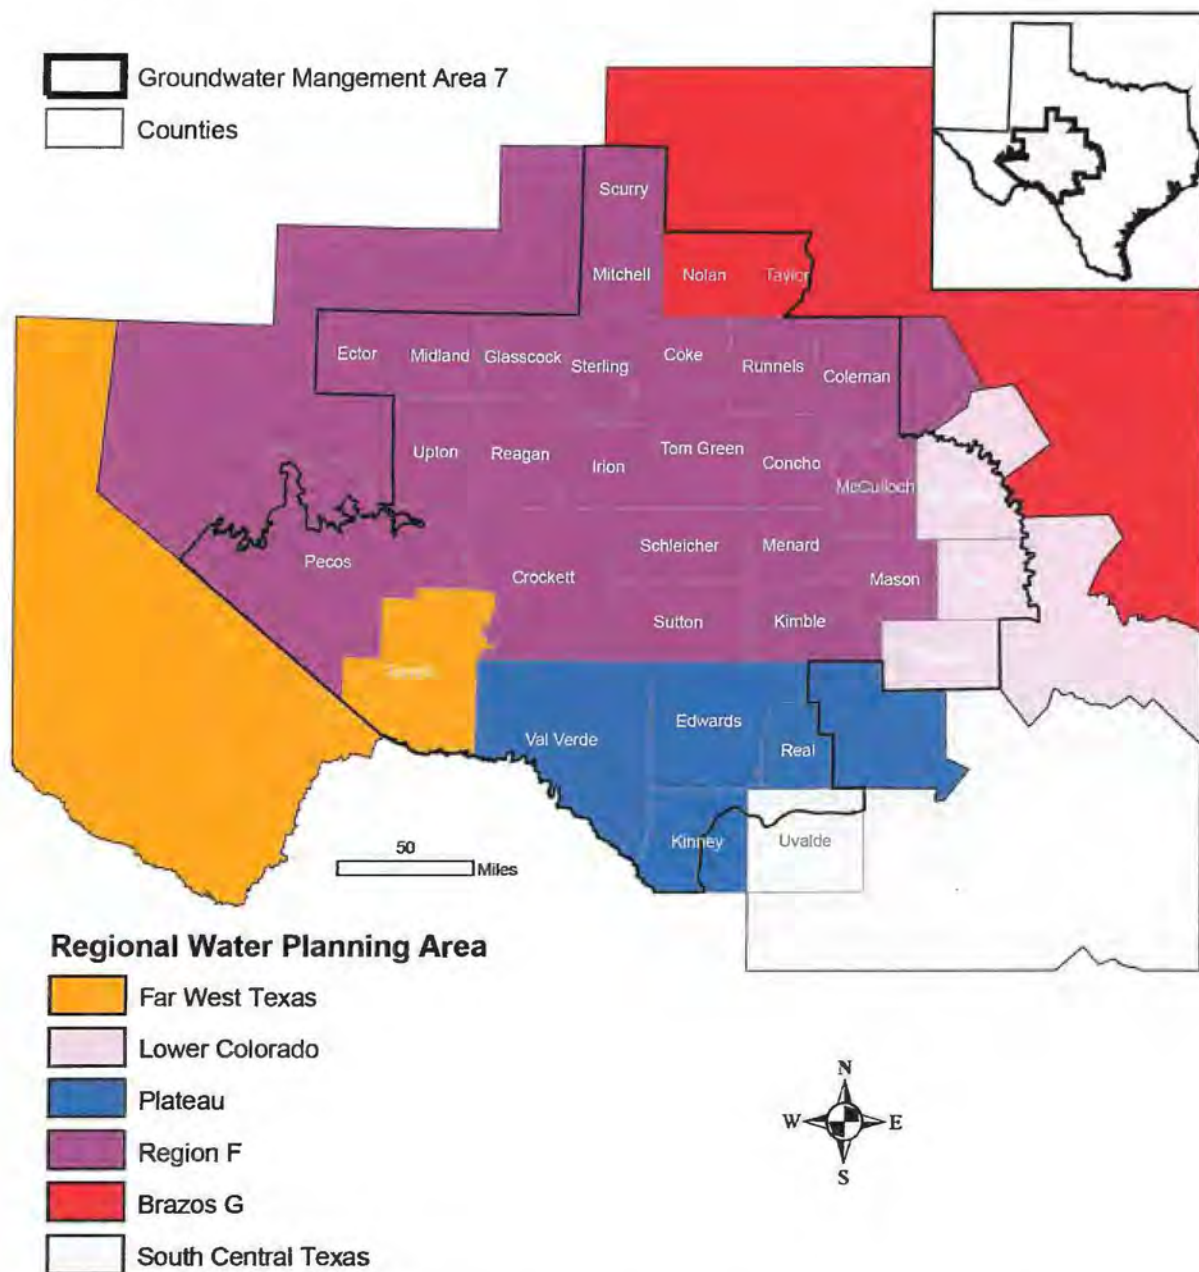 Groundwater Mangement Area 7
Counties
Scurry
Mitchell
Nolan
Taylor
Ector
Midland
Glasscock
Sterling
Coke
Runnels
Coleman
Upton
Reagan
Irion
Tom Green
Concho
McCulloch
Pecos
Crockett
Schleicher
Menard
Mason
Sutton
Kimble
Val Verde
Edwards
Real
Kinney
Uvalde
50
Miles
Regional Water Planning Area
Far West Texas
Lower Colorado
Plateau
Region F
Brazos G
South Central Texas
N
W
E
S